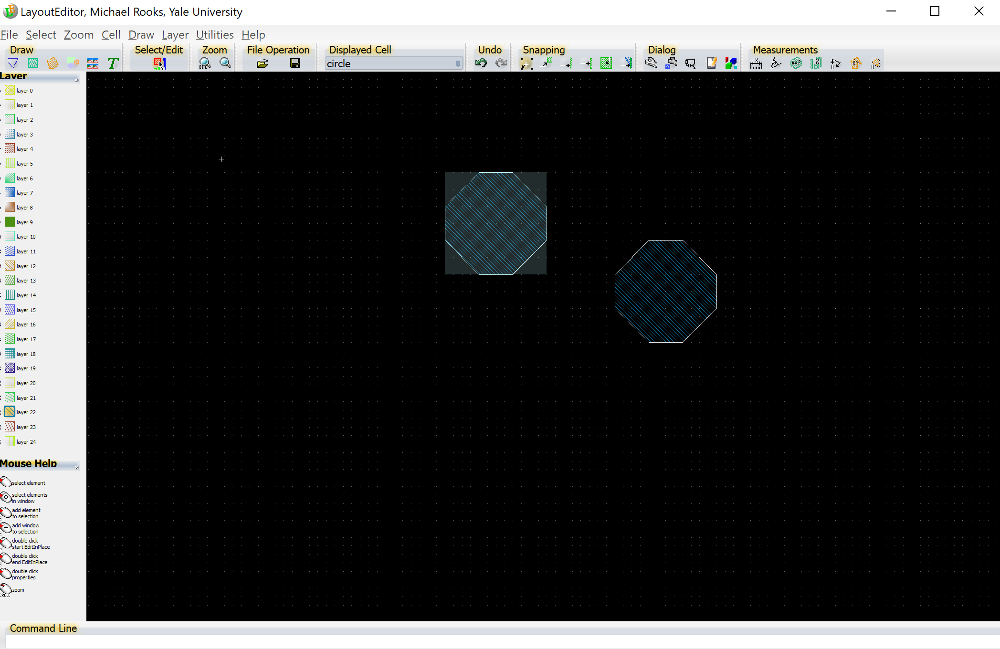 LayoutEditor, Michael Rooks, Yale University
File Select Zoom Cell Draw Layer Utilities Help
Draw Select/Edit Zoom File Operation Displayed Cell Undo Snapping Dialog Measurements
circle
Layer
layer 0
layer 1
layer 2
layer 3
layer 4
layer 5
layer 6
layer 7
layer 8
layer 9
layer 10
layer 11
layer 12
layer 13
layer 14
layer 15
layer 16
layer 17
layer 18
layer 19
layer 20
layer 21
layer 22
layer 23
layer 24
Mouse Help
select element
select elements
in window
add element
to selection
add window
to selection
double click
start EditInPlace
double click
end EditInPlace
double click
properties
zoom
CROLL
Command Line